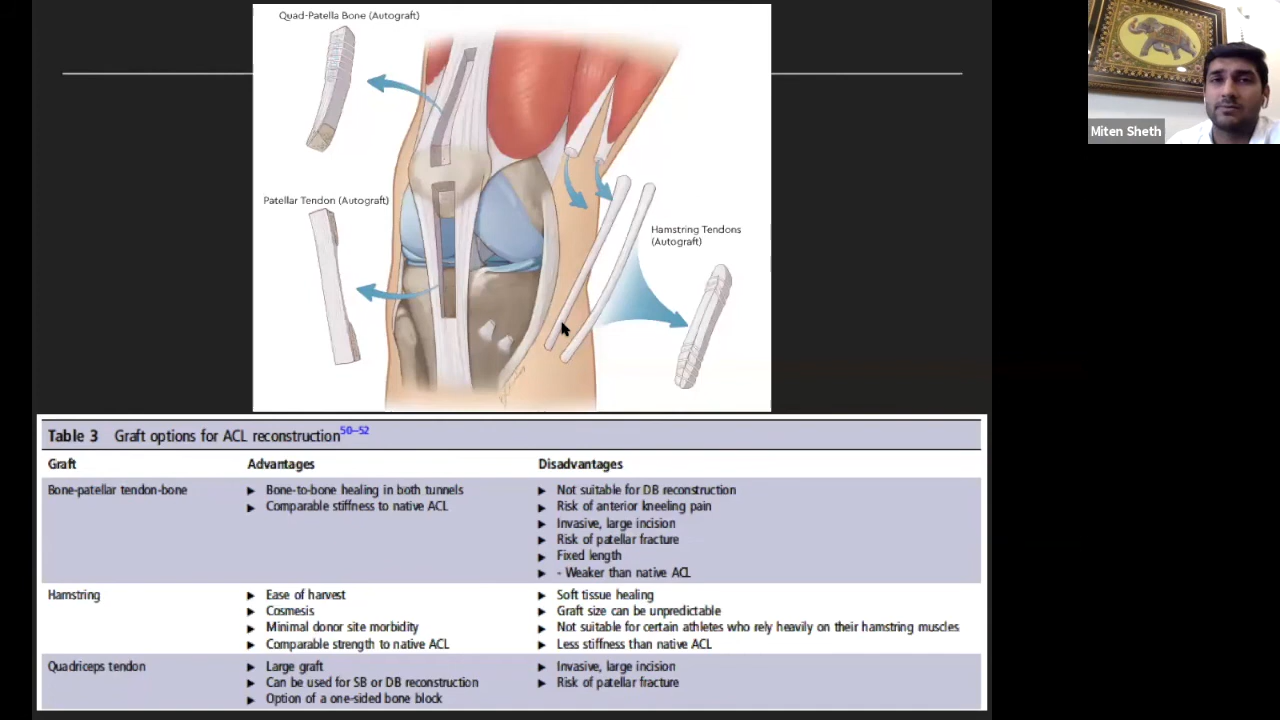 Quad-Patella Bone (Autograft)
Miten Sheth
Patellar Tendon (Autograft)
Hamstring Tendons
(Autograft)
Table 3 Graft options for ACL reconstruction50–52
Graft Advantages Disadvantages
Bone-patellar tendon-bone ► Bone-to-bone healing in both tunnels ► Not suitable for DB reconstruction
► Comparable stiffness to native ACL ► Risk of anterior kneeling pain
► Invasive, large incision
► Risk of patellar fracture
► Fixed length
► - Weaker than native ACL
Hamstring ► Ease of harvest ► Soft tissue healing
► Cosmesis ► Graft size can be unpredictable
► Minimal donor site morbidity ► Not suitable for certain athletes who rely heavily on their hamstring muscles
► Comparable strength to native ACL ► Less stiffness than native ACL
Quadriceps tendon ► Large graft ► Invasive, large incision
► Can be used for SB or DB reconstruction ► Risk of patellar fracture
► Option of a one-sided bone block